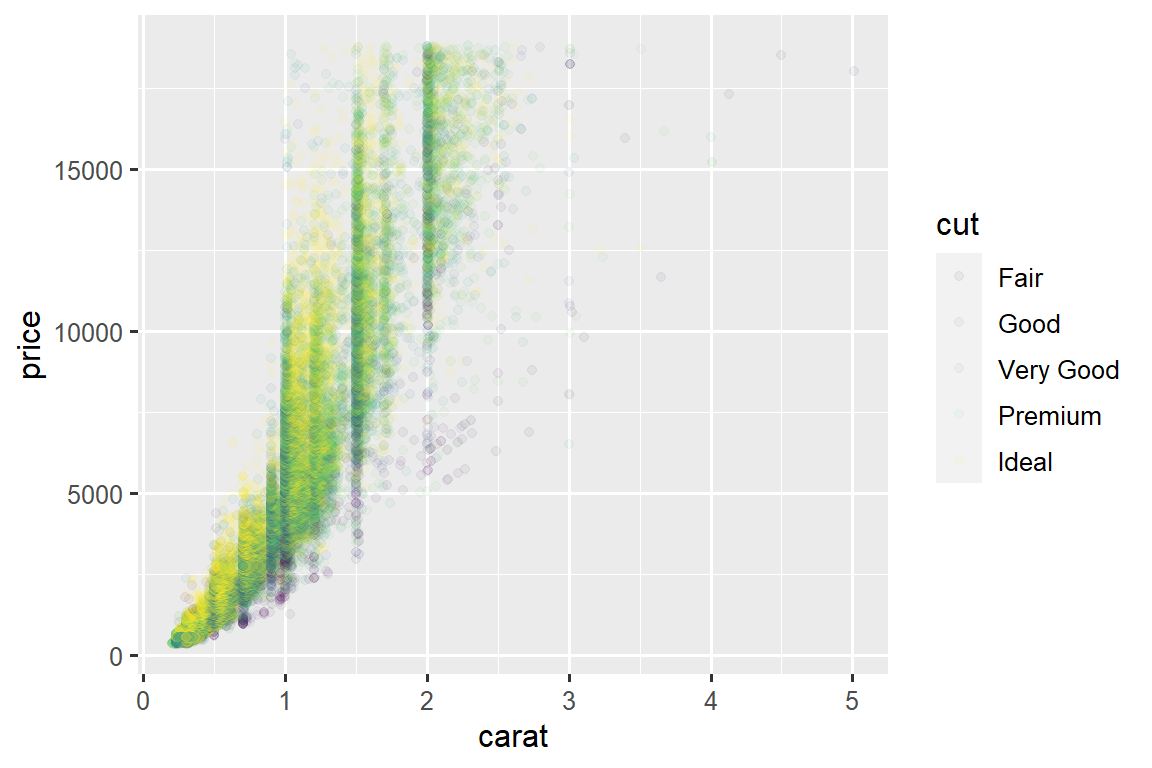 price
15000
10000
5000
0
0 1 2 3 4 5
carat
cut
Fair
Good
Very Good
Premium
Ideal